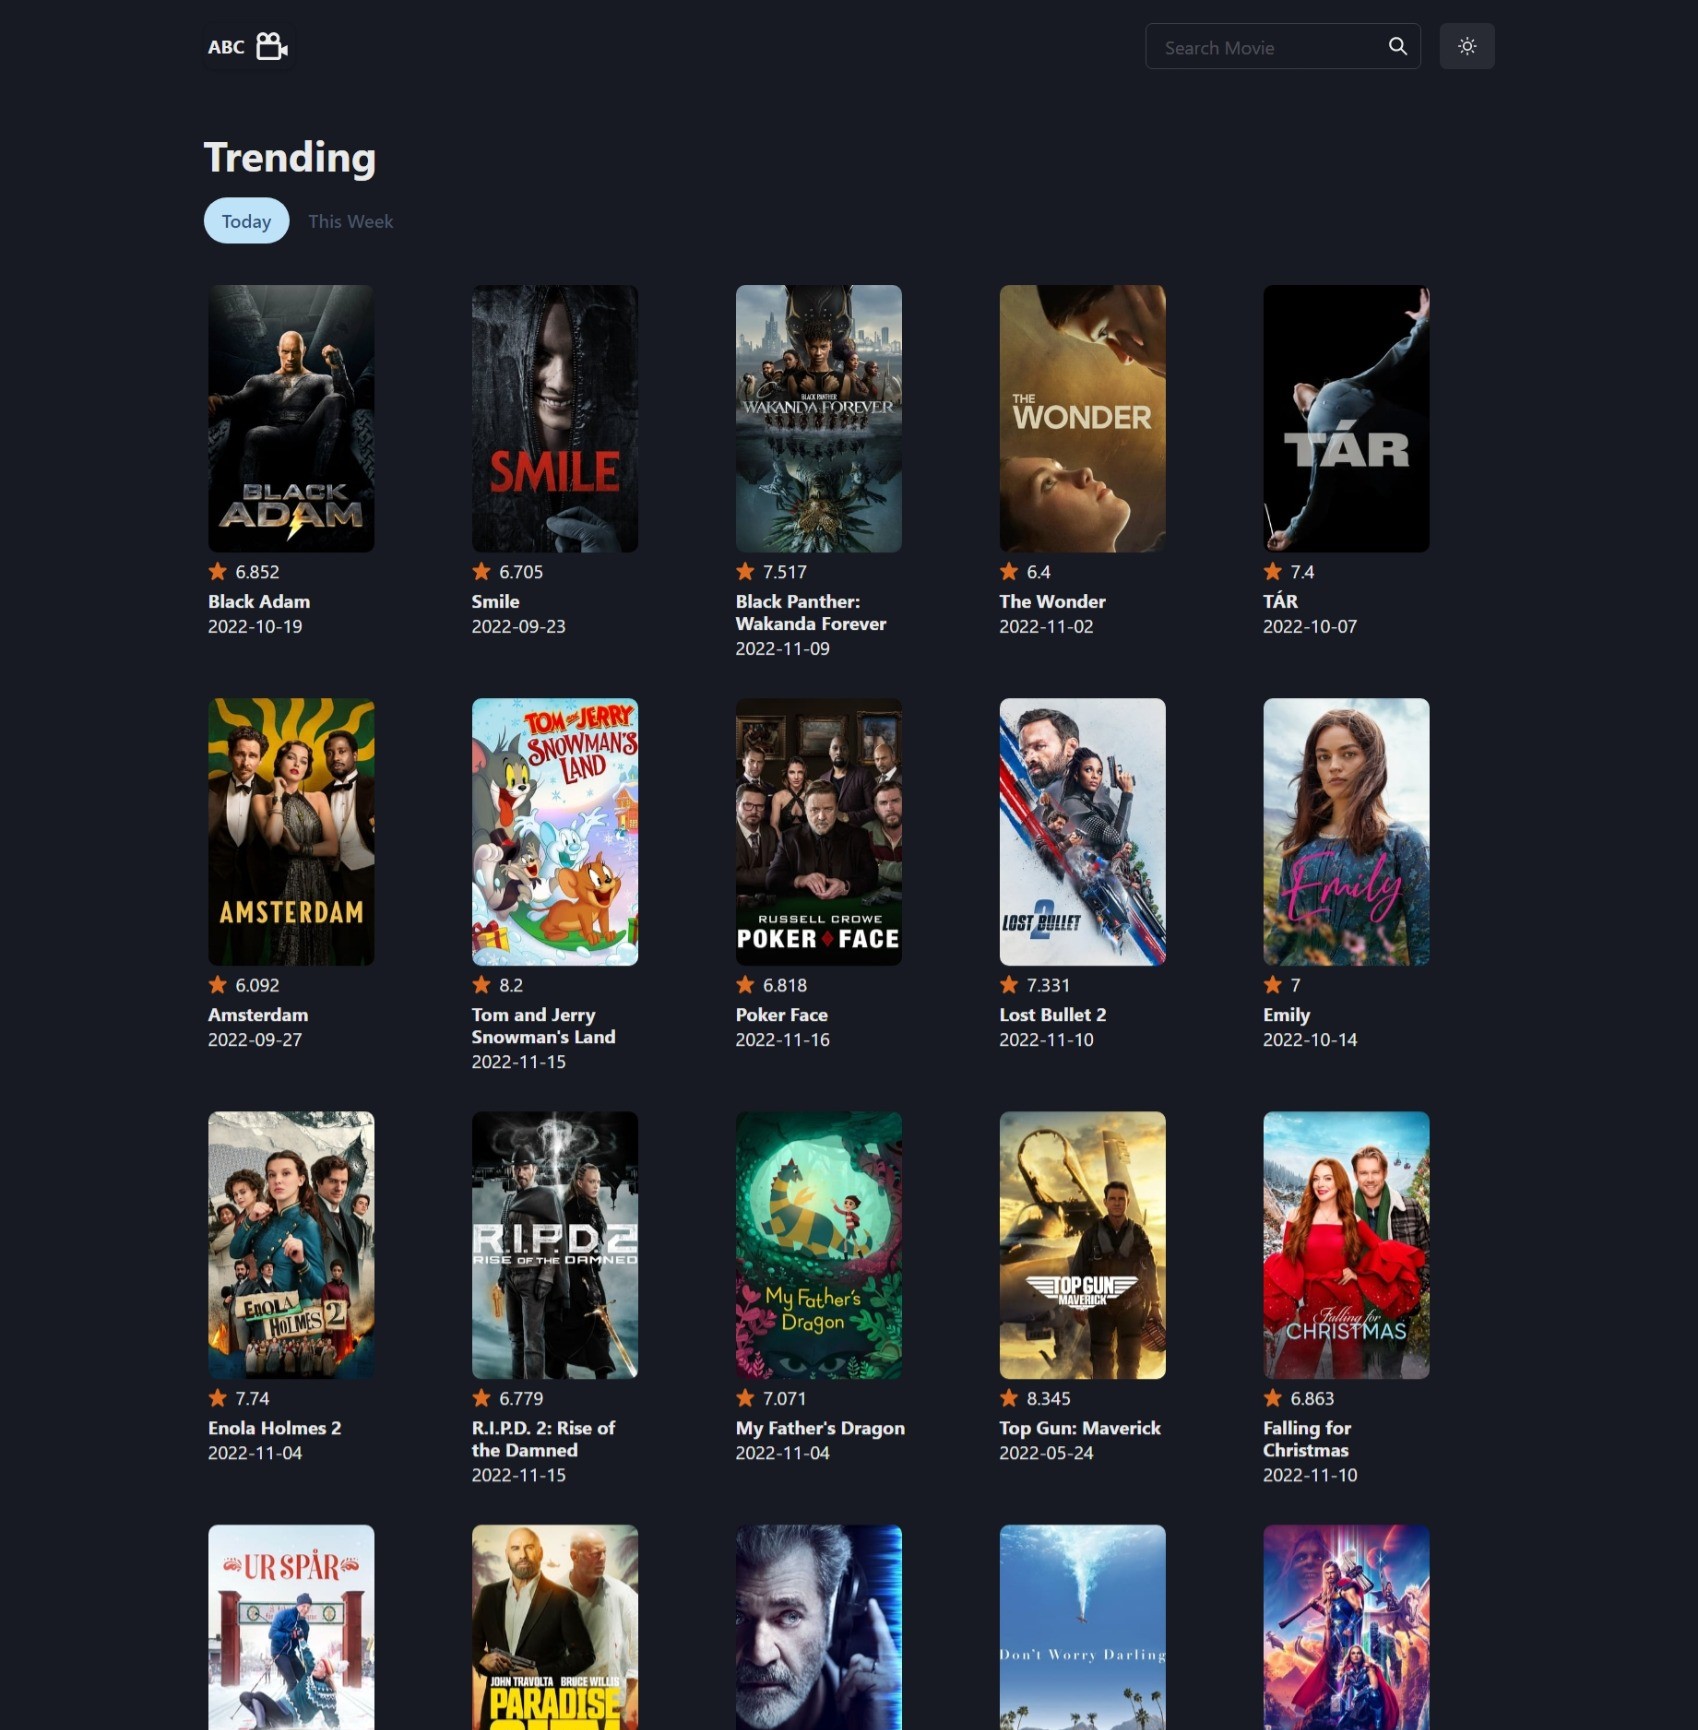 ABC
Search Movie
Trending
Today
This Week
BLACK
ADAM
SMILE
BLACK PANTHER
WAKANDA FOREVER
THE
WONDER
TÁR
6.852
6.705
7.517
6.4
7.4
Black Adam
2022-10-19
Smile
2022-09-23
Black Panther:
Wakanda Forever
2022-11-09
The Wonder
2022-11-02
TÁR
2022-10-07
AMSTERDAM
TOM and JERRY
SNOWMAN'S
LAND
RUSSELL CROWE
POKER FACE
LOST BULLET
2
Emily
6.092
8.2
6.818
7.331
7
Amsterdam
2022-09-27
Tom and Jerry
Snowman's Land
2022-11-15
Poker Face
2022-11-16
Lost Bullet 2
2022-11-10
Emily
2022-10-14
ENOLA
HOLMES 2
R.I.P.D. 2
RISE OF THE DAMNED
My Father's
Dragon
TOP GUN
MAVERICK
Falling for
CHRISTMAS
7.74
6.779
7.071
8.345
6.863
Enola Holmes 2
2022-11-04
R.I.P.D. 2: Rise of
the Damned
2022-11-15
My Father's Dragon
2022-11-04
Top Gun: Maverick
2022-05-24
Falling for
Christmas
2022-11-10
UR SPÅR
JOHN TRAVOLTA BRUCE WILLIS
PARADISE
Don't Worry Darling